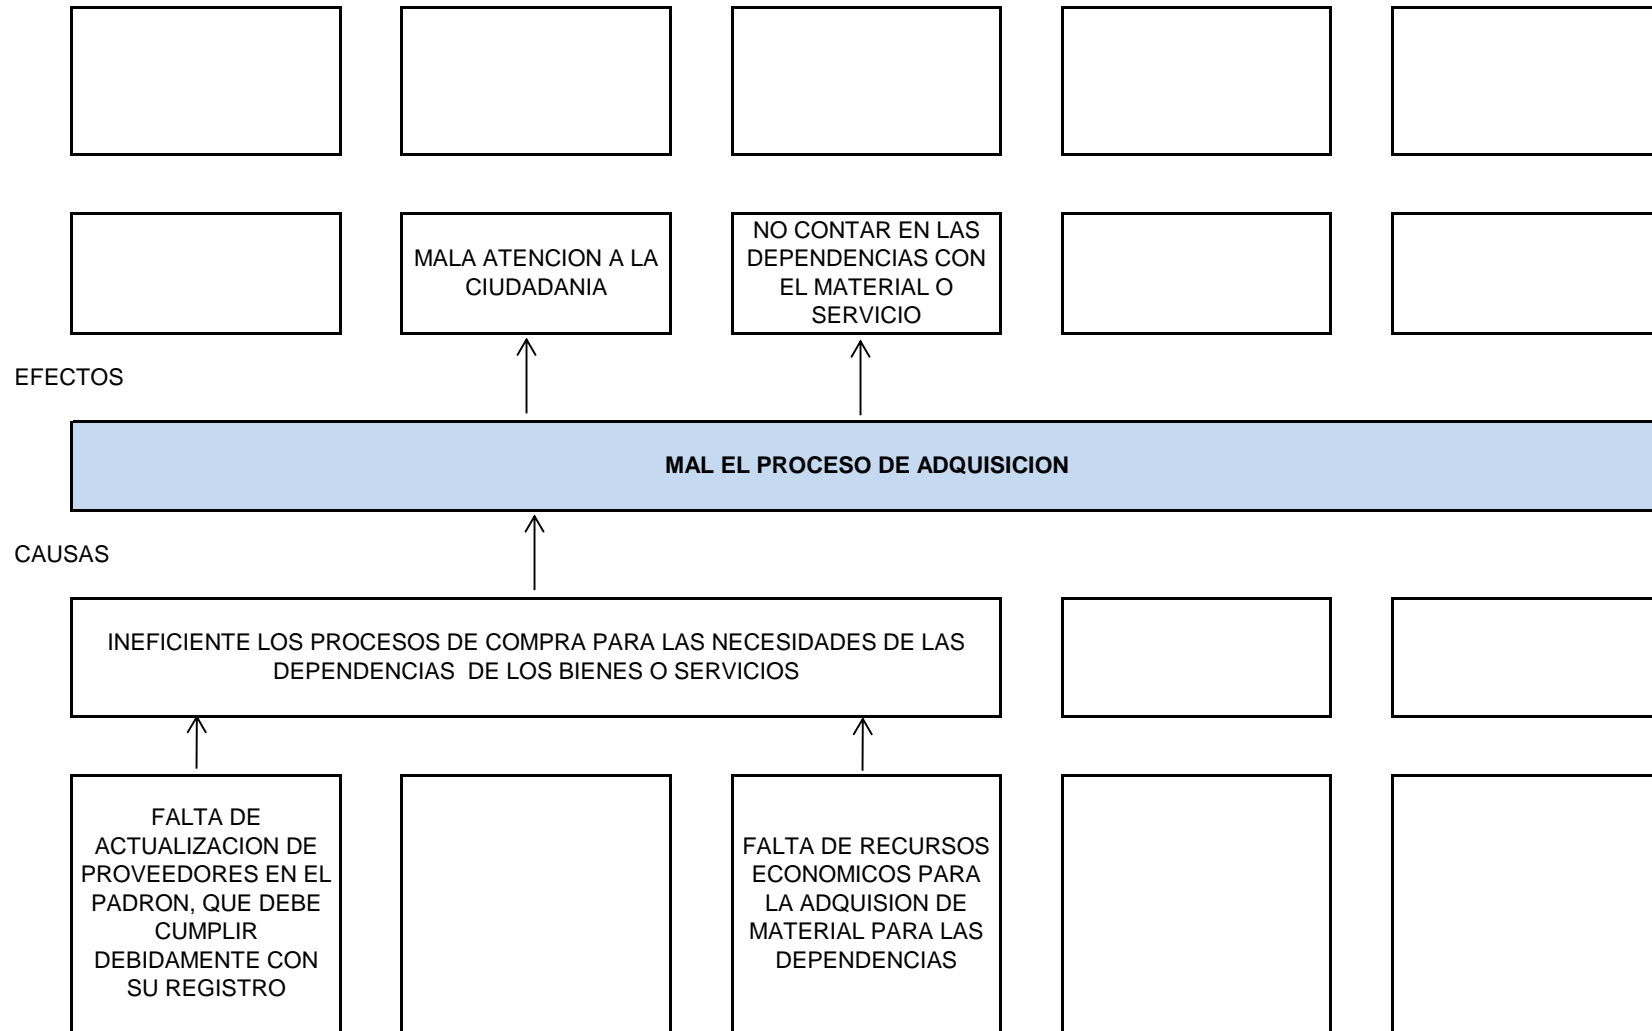 MALA ATENCION A LA
CIUDADANIA
NO CONTAR EN LAS
DEPENDENCIAS CON
EL MATERIAL O
SERVICIO
EFECTOS
MAL EL PROCESO DE ADQUISICION
CAUSAS
INEFICIENTE LOS PROCESOS DE COMPRA PARA LAS NECESIDADES DE LAS
DEPENDENCIAS  DE LOS BIENES O SERVICIOS
FALTA DE
ACTUALIZACION DE
PROVEEDORES EN EL
PADRON, QUE DEBE
CUMPLIR
DEBIDAMENTE CON
SU REGISTRO
FALTA DE RECURSOS
ECONOMICOS PARA
LA ADQUISION DE
MATERIAL PARA LAS
DEPENDENCIAS